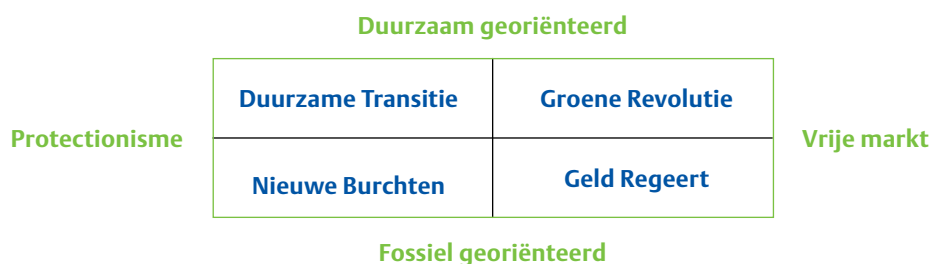 Duurzaam georiënteerd
Duurzame Transitie
Groene Revolutie
Protectionisme
Vrije markt
Nieuwe Burchten
Geld Regeert
Fossiel georiënteerd